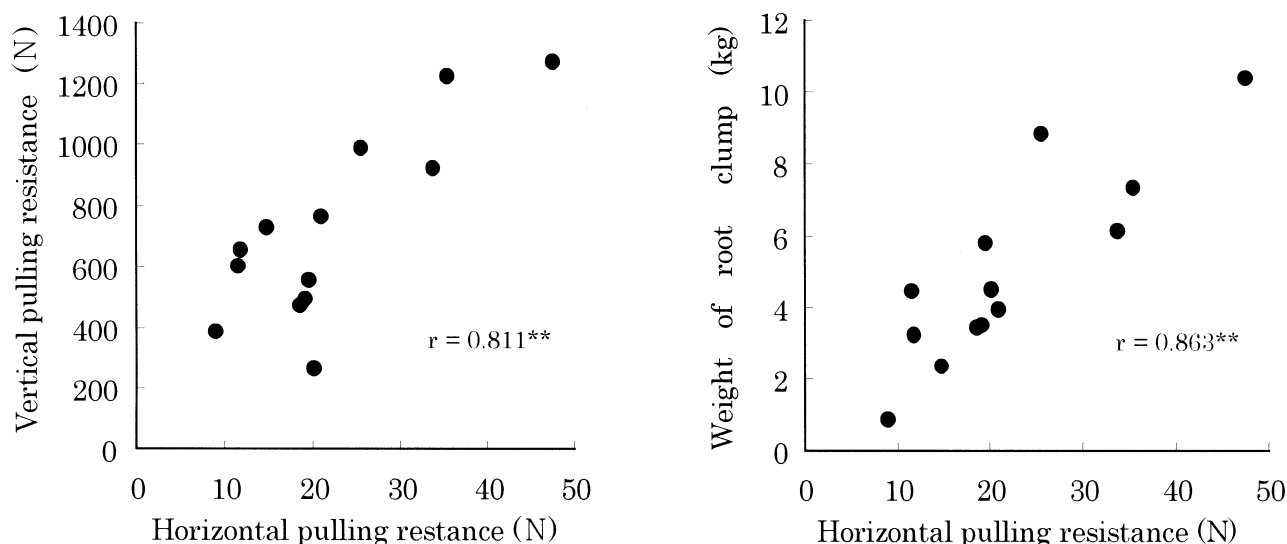 Vertical pulling resistance (N)
1400
1200
1000
800
600
400
200
0
r = 0.811**
0 10 20 30 40 50
Horizontal pulling restance (N)
Weight of root clump (kg)
12
10
8
6
4
2
0
r = 0.863**
0 10 20 30 40 50
Horizontal pulling resistance (N)